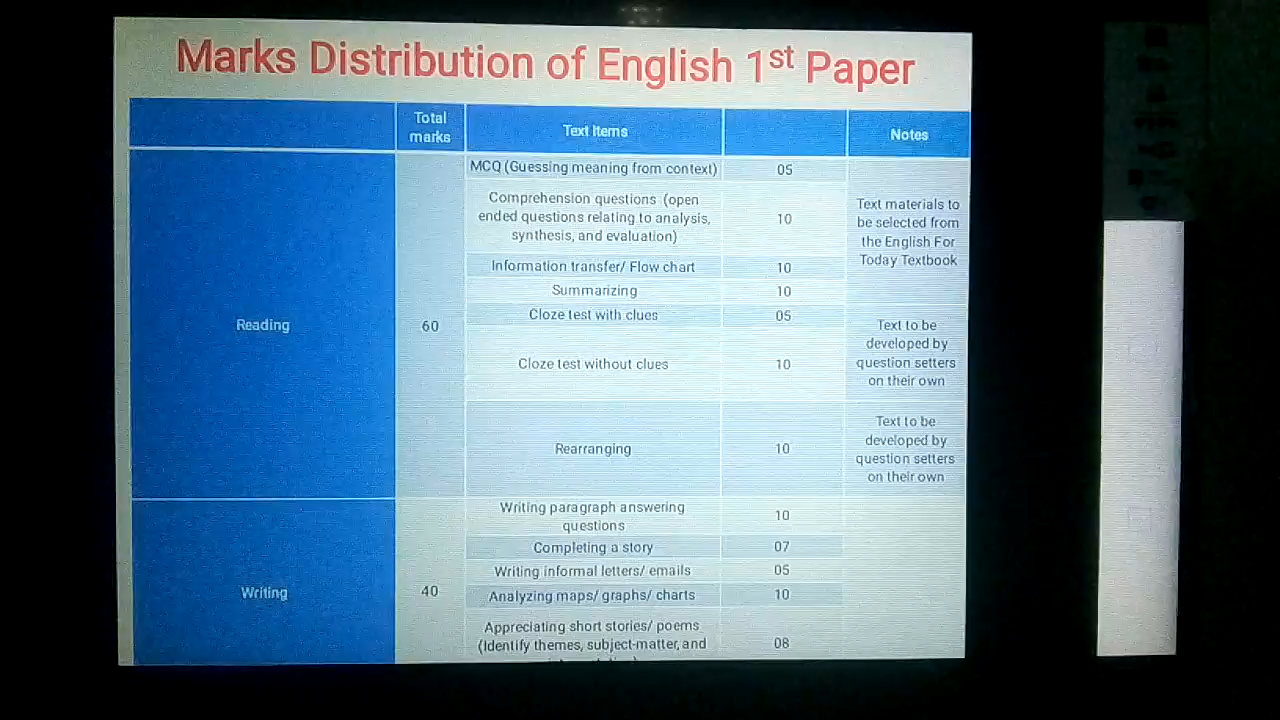 Marks Distribution of English 1st Paper
Total
marks
Text Items
Notes
Reading
60
MCQ (Guessing meaning from context)
05
Comprehension questions (open
ended questions relating to analysis,
synthesis, and evaluation)
10
Information transfer/ Flow chart
10
Summarizing
10
Text materials to
be selected from
the English For
Today Textbook
Cloze test with clues
05
Cloze test without clues
10
Text to be
developed by
question setters
on their own
Rearranging
10
Text to be
developed by
question setters
on their own
Writing
40
Writing paragraph answering
questions
10
Completing a story
07
Writing informal letters/ emails
05
Analyzing maps/ graphs/ charts
10
Appreciating short stories/ poems
(Identify themes, subject-matter, and
08